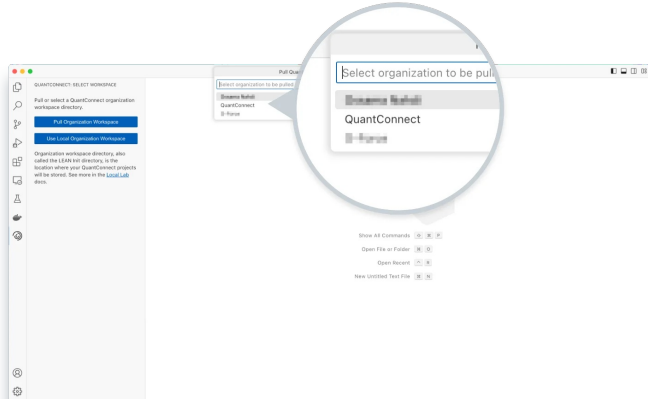 QUANTCONNECT: SELECT WORKSPACE
Pull or select a QuantConnect organization
workspace directory.
Pull Organization Workspace
Use Local Organization Workspace
Organization workspace directory, also
called the LEAN Init directory, is the
location where your QuantConnect projects
will be stored. See more in the Local Lab
docs.
Pull Qu
Select organization to be pulled
QuantConnect
Select organization to be pull
QuantConnect
Show All Commands ⇧ ⌘ P
Open File or Folder ⌘ O
Open Recent ⌃ R
New Untitled Text File ⌘ N